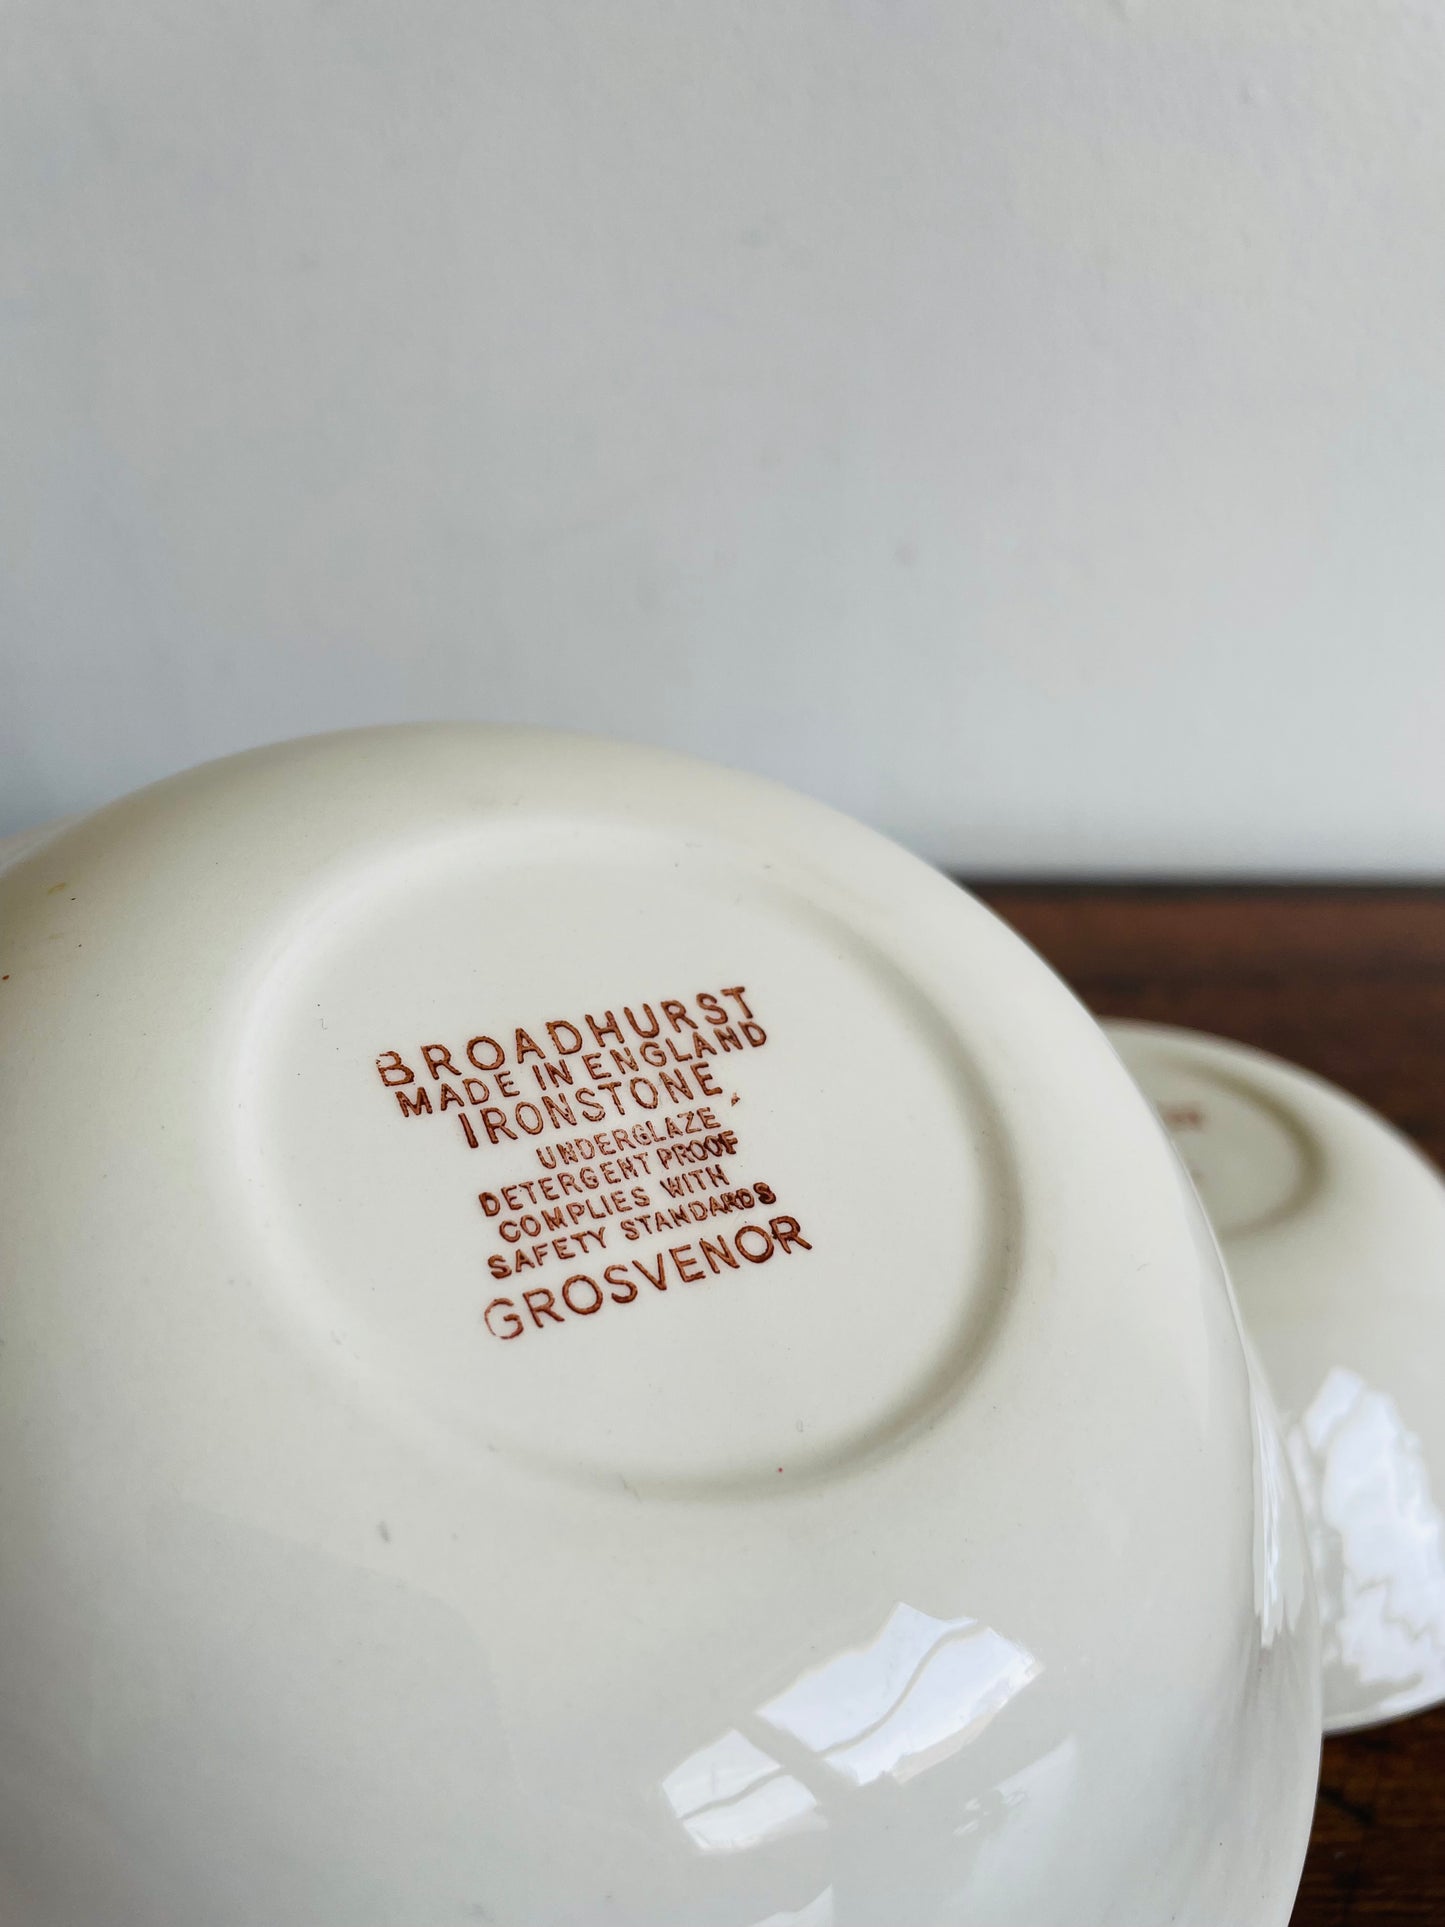 BROADHURST
MADE IN ENGLAND
IRONSTONE
UNDERGLAZE
DETERGENT PROOF
COMPLIES WITH
SAFETY STANDARDS
GROSVENOR